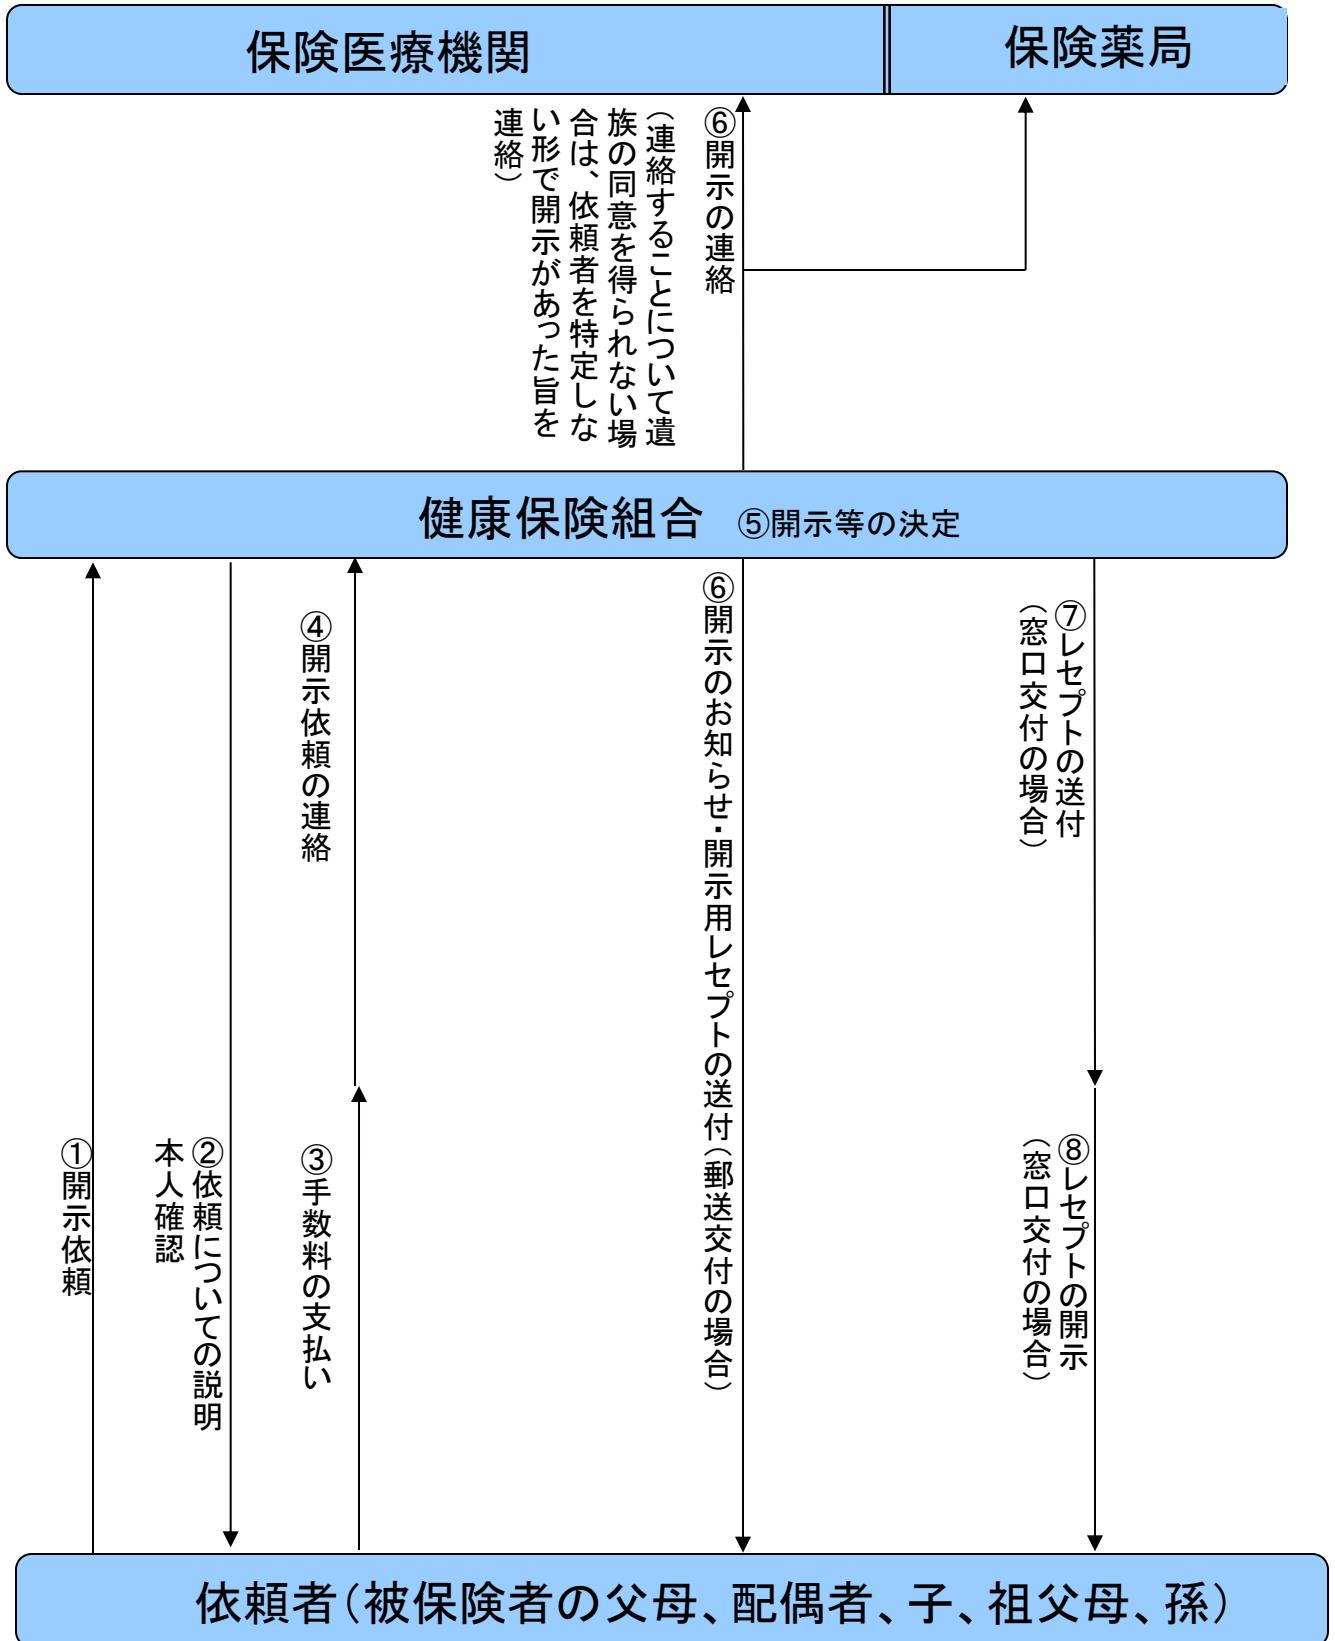 保険医療機関
保険薬局
⑥開示の連絡
（連絡することについて遺
族の同意を得られない場
合は、依頼者を特定しな
い形で開示があった旨を
連絡）
健康保険組合　⑤開示等の決定
①開示依頼
②依頼についての説明
本人確認
④開示依頼の連絡
③手数料の支払い
⑥開示のお知らせ・開示用レセプトの送付（郵送交付の場合）
⑦レセプトの送付
（窓口交付の場合）
⑧レセプトの開示
（窓口交付の場合）
依頼者（被保険者の父母、配偶者、子、祖父母、孫）